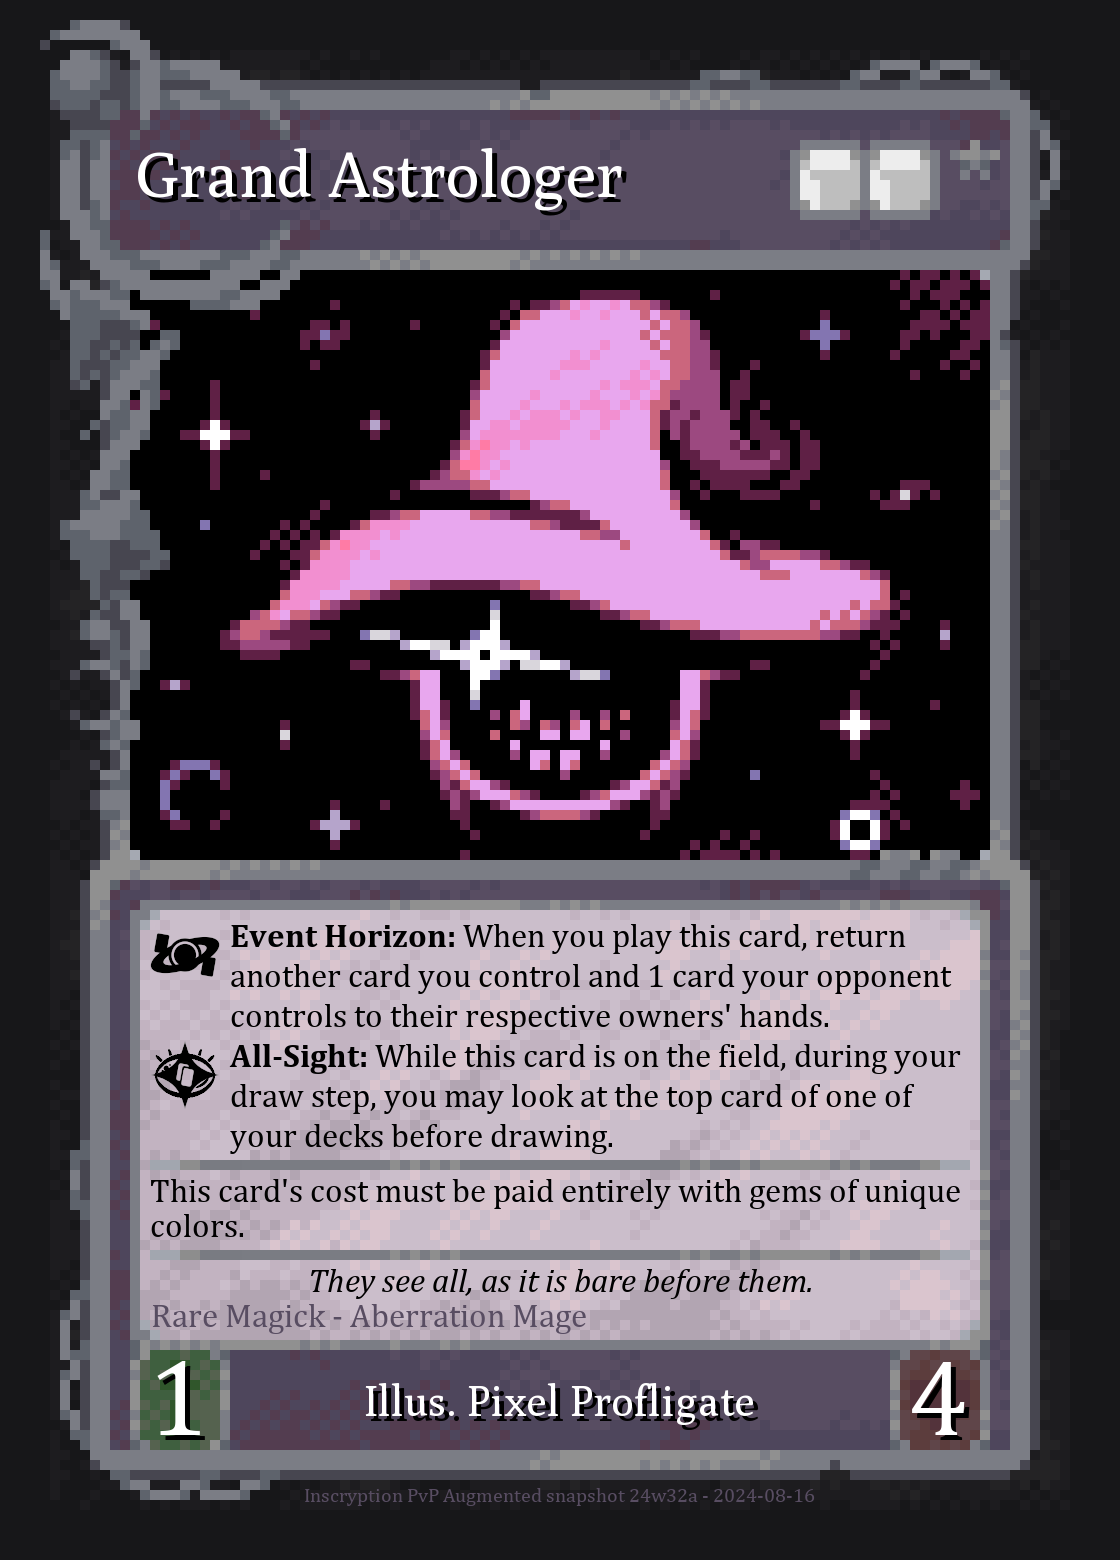 Grand Astrologer
Event Horizon: When you play this card, return
another card you control and 1 card your opponent
controls to their respective owners' hands.
All-Sight: While this card is on the field, during your
draw step, you may look at the top card of one of
your decks before drawing.
This card's cost must be paid entirely with gems of unique
colors.
They see all, as it is bare before them.
Rare Magick - Aberration Mage
1
Illus. Pixel Profligate
4
Inscryption PvP Augmented snapshot 24w32a - 2024-08-16